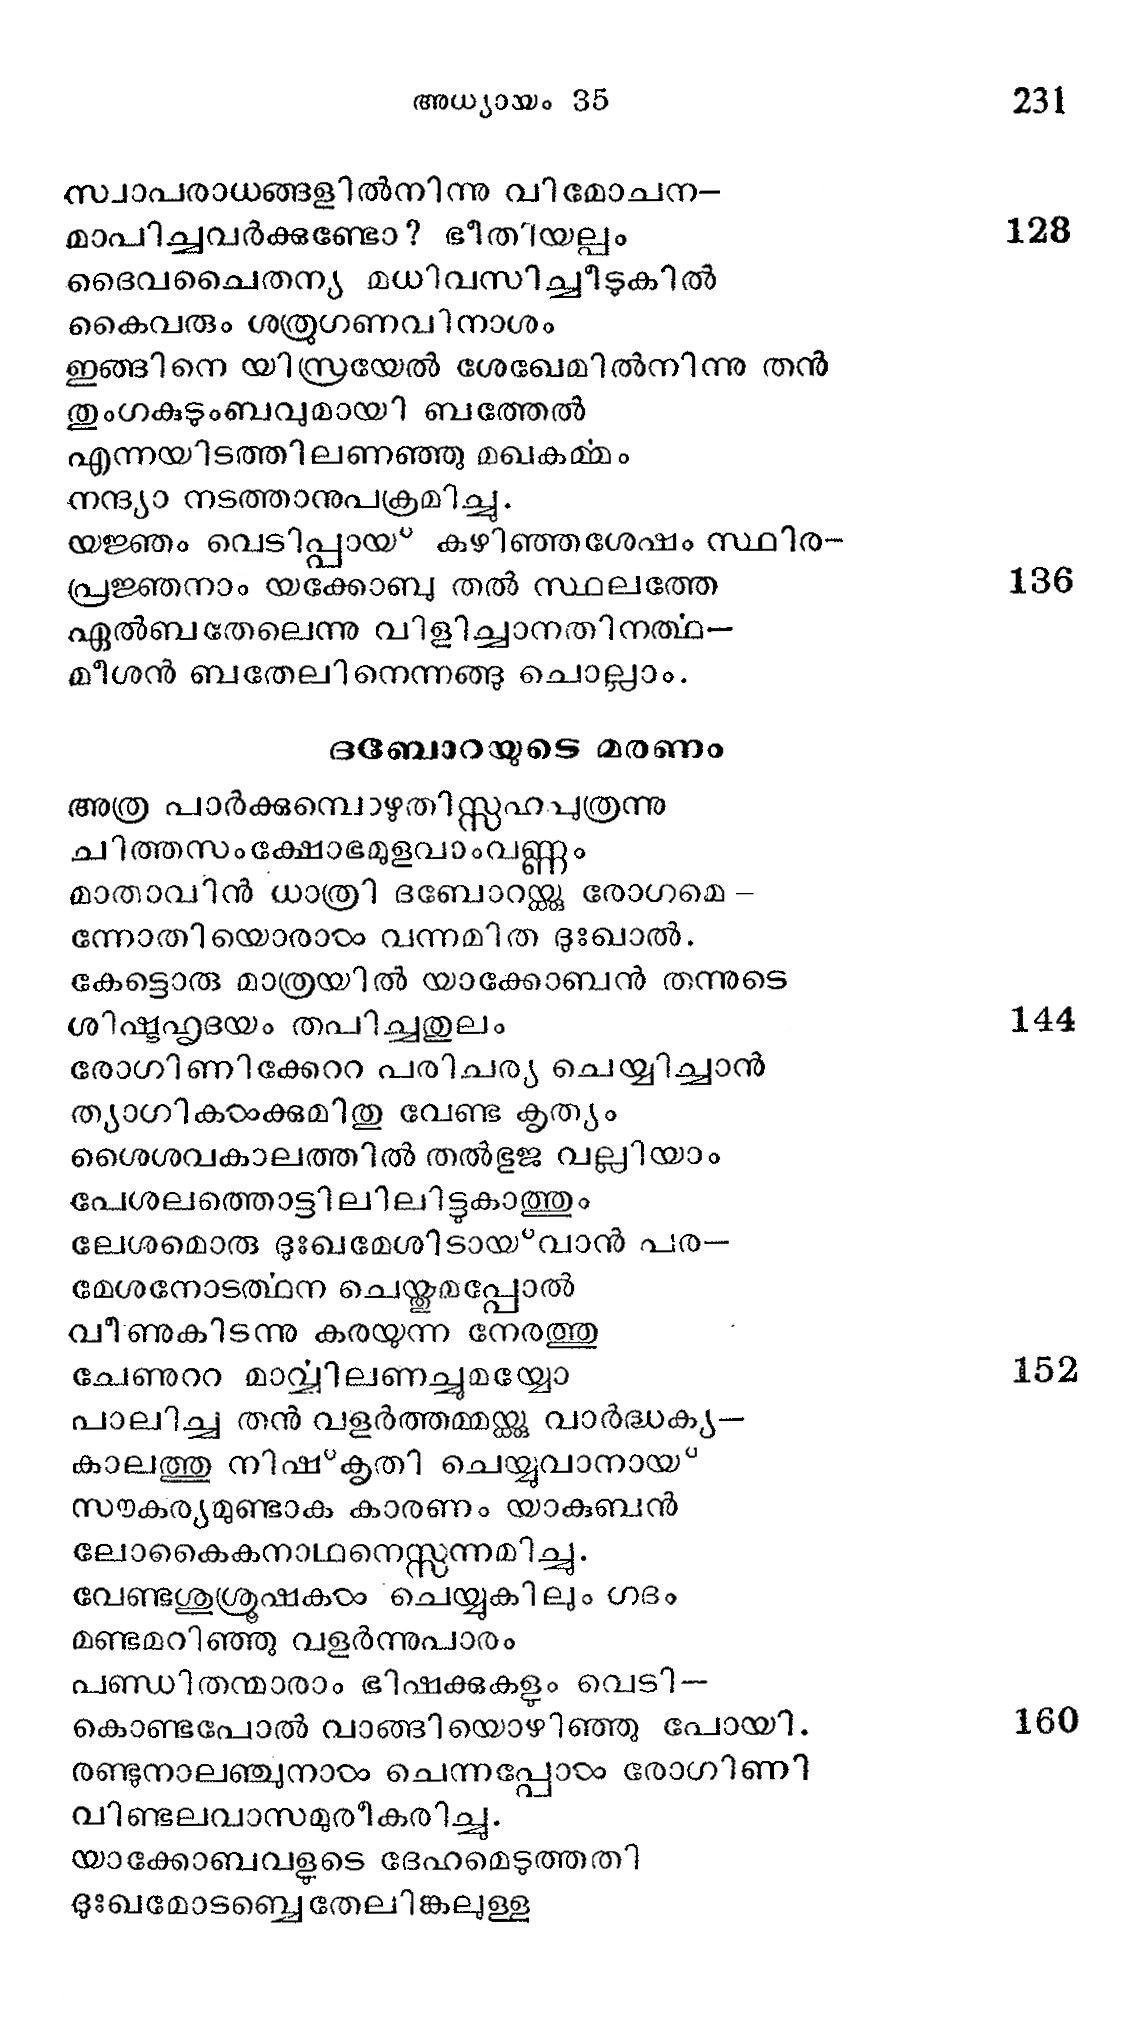 അധ്യായം 35 231
സ്വാപരാധങ്ങളിൽനിന്നു വിമോചന—
മാപിച്ചവർക്കുണ്ടോ? ഭീതിയല്പം 128
ദൈവചൈതന്യ മധിവസിച്ചീടുകിൽ
കൈവരും ശത്രുഗണവിനാശം
ഇങ്ങിനെ യിസ്രയേൽ ശേഖേമിൽനിന്നു തൻ
തുംഗകുടുംബവുമായി ബത്തേൽ
എന്നയിടത്തിലണഞ്ഞു മഖകൎമ്മം
നന്ദ്യാ നടത്താനുപക്രമിച്ചു.
യജ്ഞം വെടിപ്പായ് കഴിഞ്ഞശേഷം സ്ഥിര—
പ്രജ്ഞനാം യക്കോബു തൽ സ്ഥലത്തേ 136
ഏൽബതേലെന്നു വിളിച്ചാനതിനൎത്ഥ—
മീശൻ ബതേലിനെന്നങ്ങു ചൊല്ലാം.
ദബോറയുടെ മരണം
അത്ര പാർക്കുമ്പൊഴുതിസ്സഹപുത്രന്നു
ചിത്തസംക്ഷോഭമുളവാംവണ്ണം
മാതാവിൻ ധാത്രി ദബോറയ്ക്കു രോഗമെ—
ന്നോതിയൊരാൾ വന്നമിത ദുഃഖാൽ.
കേട്ടൊരു മാത്രയിൽ യാക്കോബൻ തന്നുടെ
ശിഷ്ടഹൃദയം തപിച്ചതുലം 144
രോഗിണിക്കേററ പരിചര്യ ചെയ്യിച്ചാൻ
ത്യാഗികൾക്കുമിതു വേണ്ട കൃത്യം
ശൈശവകാലത്തിൽ തൽഭുജ വല്ലിയാം
പേശലത്തൊട്ടിലിലിട്ടുകാത്തും
ലേശമൊരു ദുഃഖമേശിടായ്‌വാൻ പര—
മേശനോടൎത്ഥന ചെയ്തുമപ്പോൽ
വീണുകിടന്നു കരയുന്ന നേരത്തു
ചേണുററ മാൎവ്വിലണച്ചുമയ്യോ 152
പാലിച്ച തൻ വളർത്തമ്മയ്ക്കു വാർദ്ധക്യ—
കാലത്തു നിഷ്കൃതി ചെയ്യുവാനായ്
സൗകര്യമുണ്ടാക കാരണം യാകുബൻ
ലോകൈകനാഥനെസ്സന്നമിച്ചു.
വേണ്ടശുശ്രൂഷകൾ ചെയ്യുകിലും ഗദം
മണ്ടമറിഞ്ഞു വളർന്നുപാരം
പണ്ഡിതന്മാരാം ഭിഷക്കുകളും വെടി—
കൊണ്ടപോൽ വാങ്ങിയൊഴിഞ്ഞു പോയി. 160
രണ്ടുനാലഞ്ചുനാൾ ചെന്നപ്പോൾ രോഗിണി
വിണ്ടലവാസമുരീകരിച്ചു.
യാക്കോബവളുടെ ദേഹമെടുത്തതി
ദുഃഖമോടബ്ബെതേലിങ്കലുള്ള